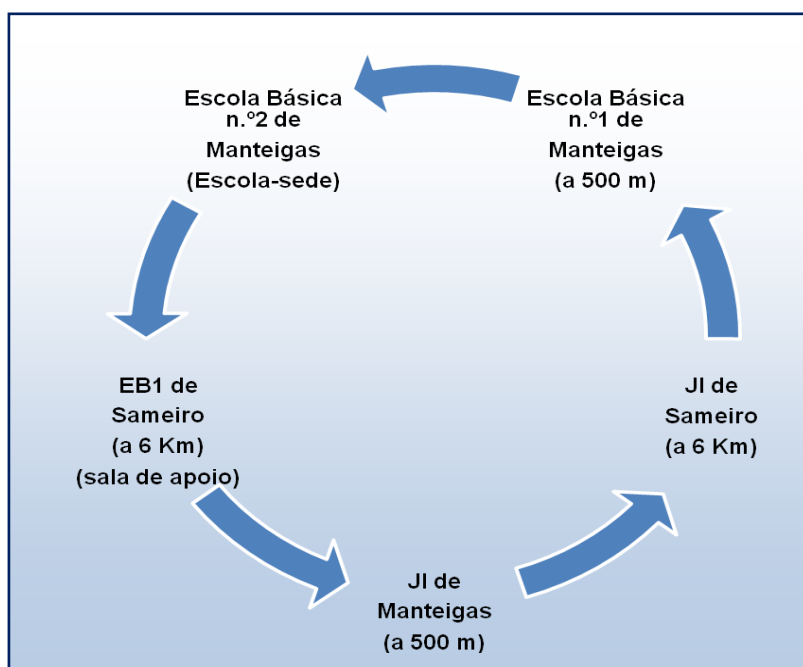 Escola Básica
n.º2 de
Manteigas
(Escola-sede)
Escola Básica
n.º1 de
Manteigas
(a 500 m)
EB1 de
Sameiro
(a 6 Km)
(sala de apoio)
JI de
Sameiro
(a 6 Km)
JI de
Manteigas
(a 500 m)